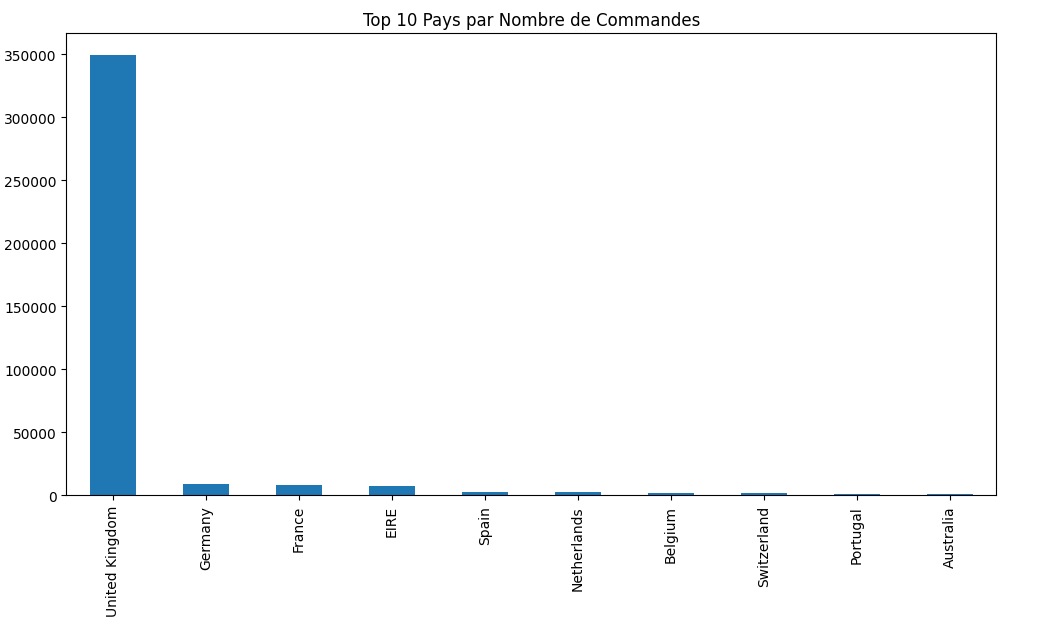 Top 10 Pays par Nombre de Commandes
350000
300000
250000
200000
150000
100000
50000
0
United Kingdom
Germany
France
EIRE
Spain
Netherlands
Belgium
Switzerland
Portugal
Australia